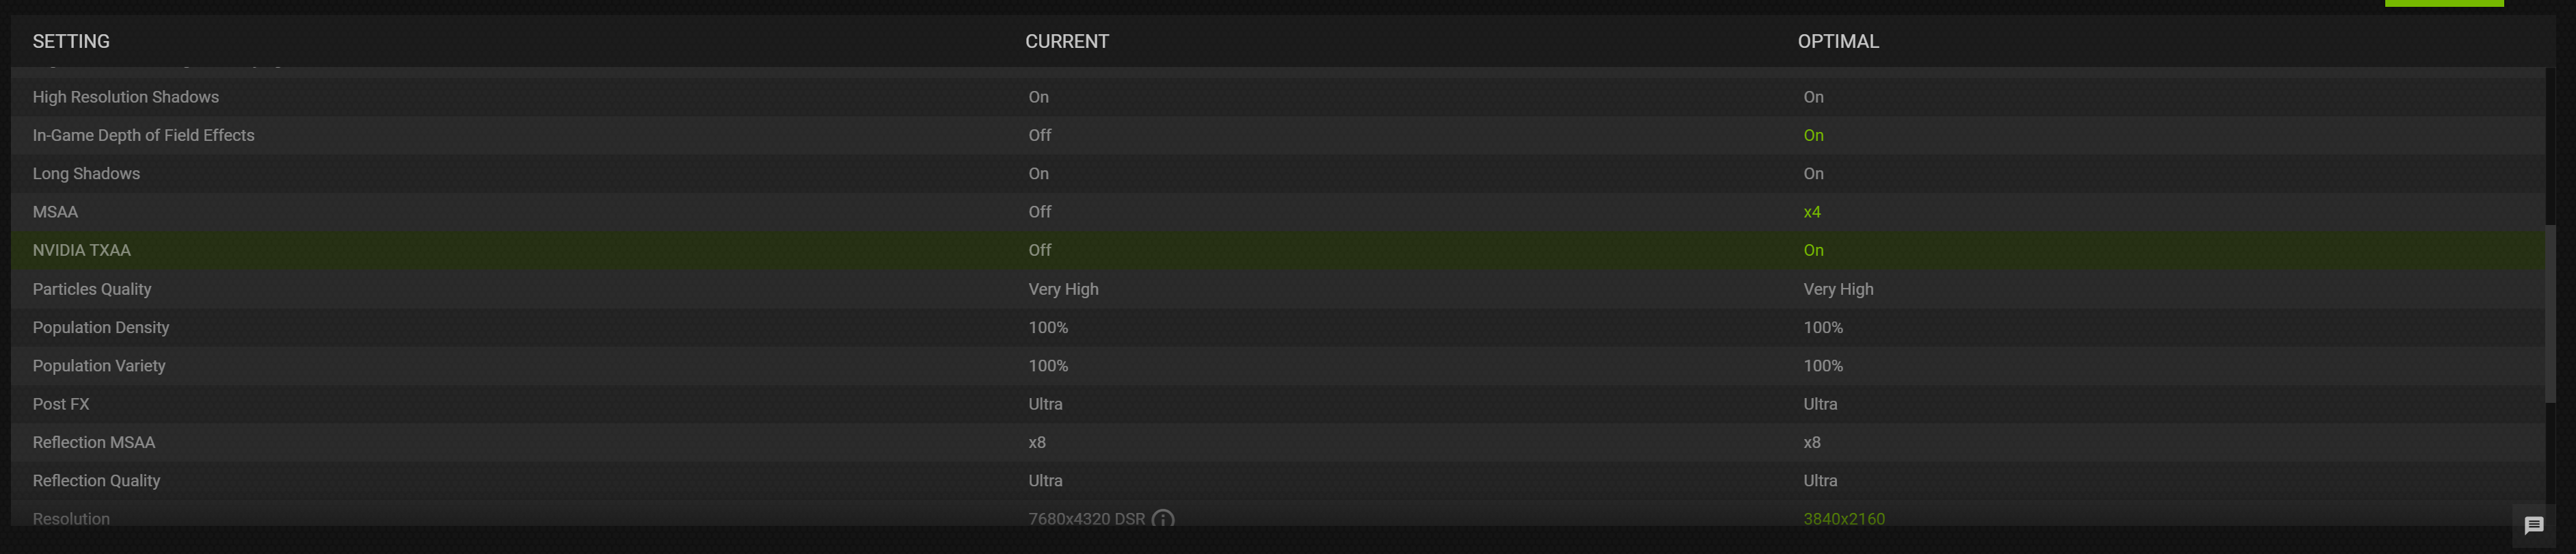 SETTING CURRENT OPTIMAL
High Resolution Shadows On On
In-Game Depth of Field Effects Off On
Long Shadows On On
MSAA Off x4
NVIDIA TXAA Off On
Particles Quality Very High Very High
Population Density 100% 100%
Population Variety 100% 100%
Post FX Ultra Ultra
Reflection MSAA x8 x8
Reflection Quality Ultra Ultra
Resolution 7680x4320 DSR 3840x2160